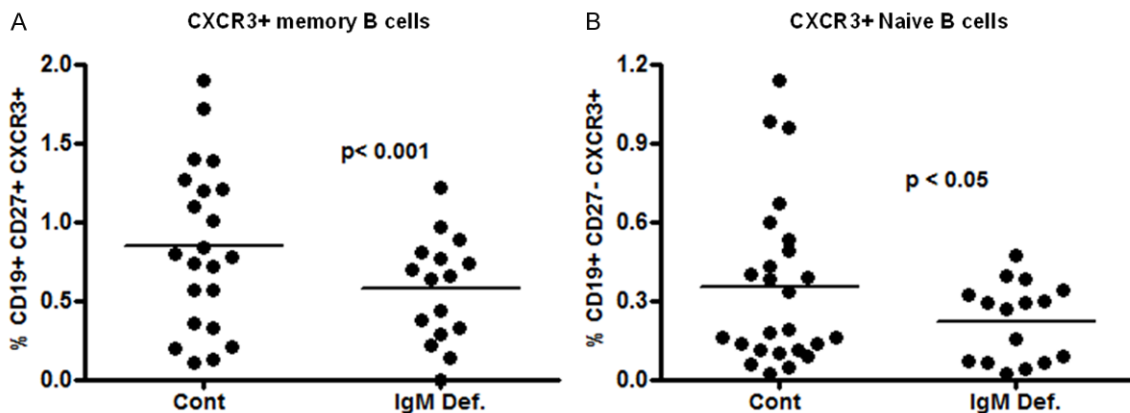 A
CXCR3+ memory B cells
% CD19+ CD27+ CXCR3+
2.0
1.5
1.0
0.5
0.0
p< 0.001
Cont
IgM Def.
B
CXCR3+ Naive B cells
% CD19+ CD27- CXCR3+
1.2
0.9
0.6
0.3
0.0
p < 0.05
Cont
IgM Def.